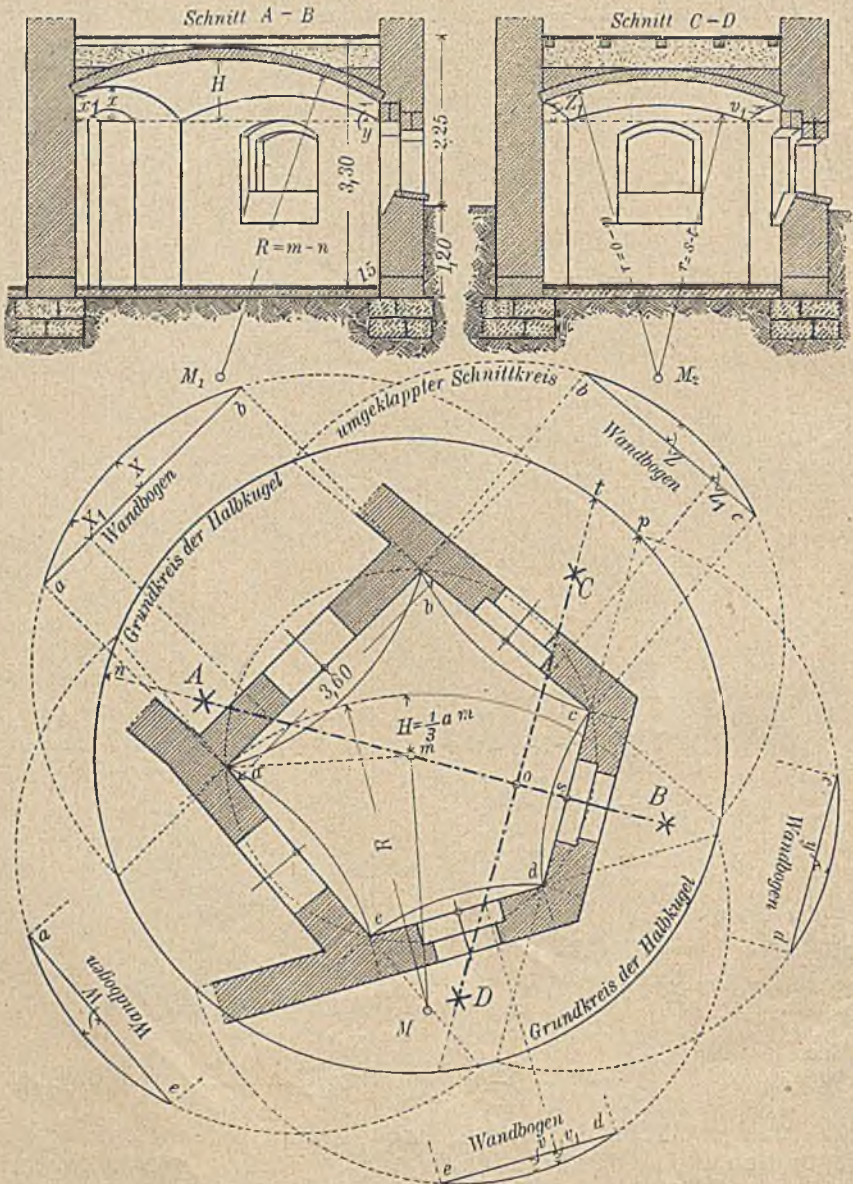 Schnitt A-B
Schnitt C-D
H
x1
x
y
2,25
3,30
R=m-n
1,20
15
Z1
v1
r=o-p
r=s-t
M1
M2
b
umgeklappter Schnittkreis
b
X
X1
Wandbogen
a
Wandbogen
Z
Z1
c
t
p
Grundkreis der Halbkugel
C
b
n
A
3,60
H=1/3 a m
m
a
c
o
s
B
R
d
e
c
y
Wandbogen
d
a
Wandbogen
W
e
M
D
Grundkreis der Halbkugel
Wandbogen
d
v
v1
e